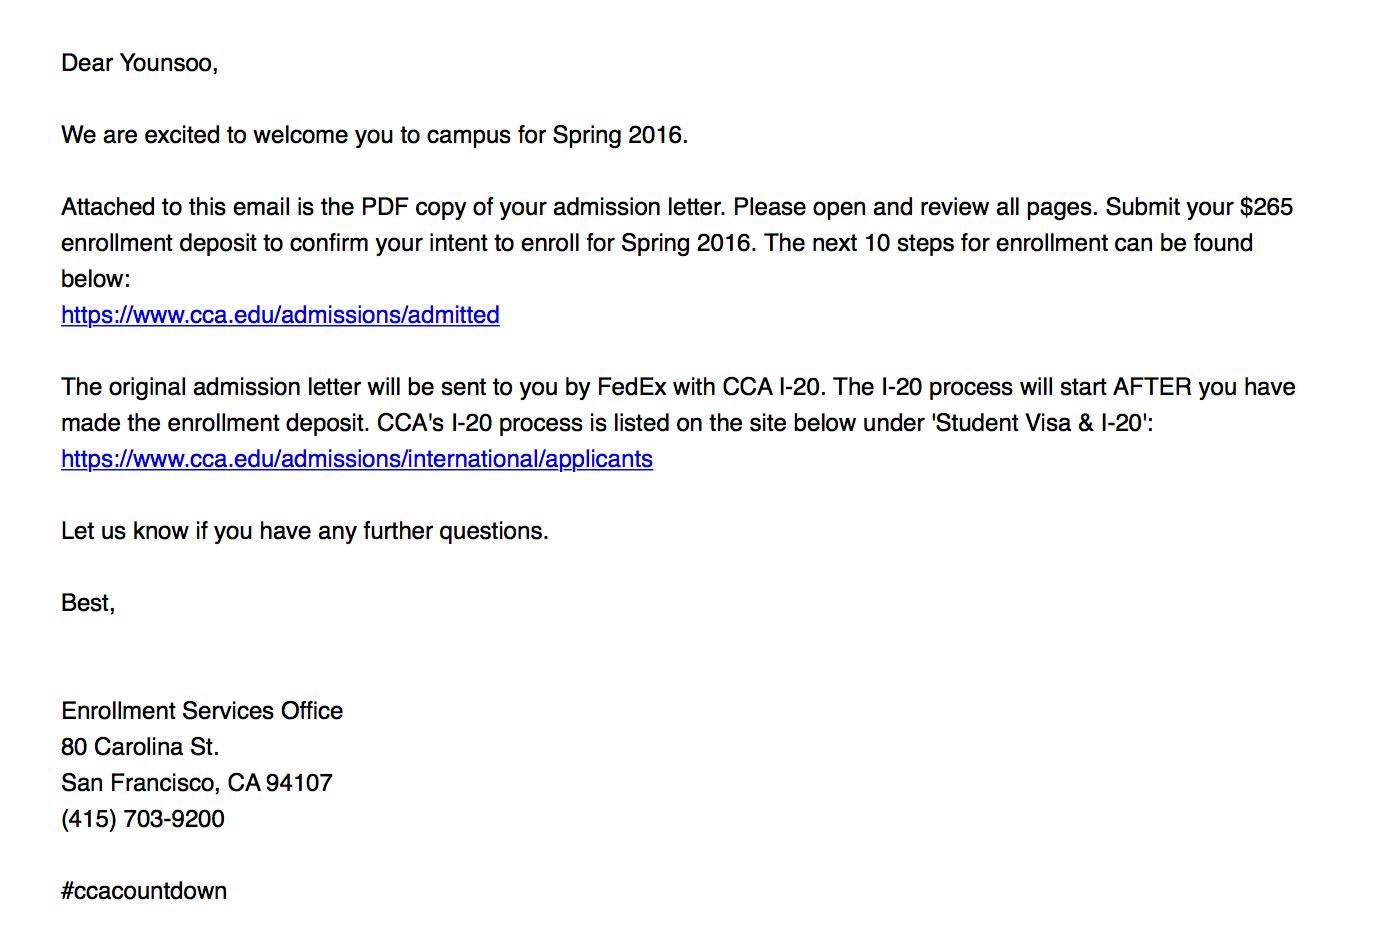 Dear Younsoo,
We are excited to welcome you to campus for Spring 2016.
Attached to this email is the PDF copy of your admission letter. Please open and review all pages. Submit your $265
enrollment deposit to confirm your intent to enroll for Spring 2016. The next 10 steps for enrollment can be found
below:
https://www.cca.edu/admissions/admitted
The original admission letter will be sent to you by FedEx with CCA I-20. The I-20 process will start AFTER you have
made the enrollment deposit. CCA's I-20 process is listed on the site below under 'Student Visa & I-20':
https://www.cca.edu/admissions/international/applicants
Let us know if you have any further questions.
Best,
Enrollment Services Office
80 Carolina St.
San Francisco, CA 94107
(415) 703-9200
#ccacountdown